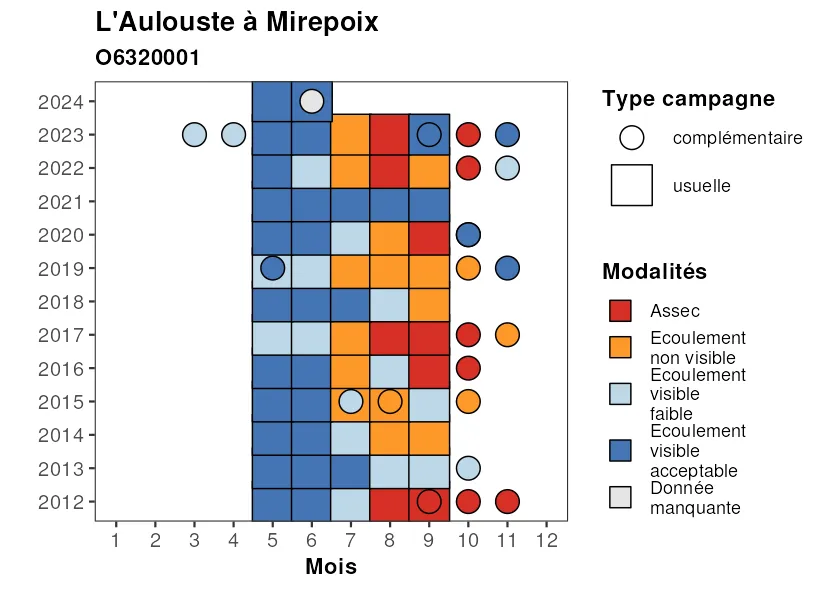 L'Aulouste à Mirepoix
O6320001
2024
2023
2022
2021
2020
2019
2018
2017
2016
2015
2014
2013
2012
1 2 3 4 5 6 7 8 9 10 11 12
Mois
Type campagne
complémentaire
usuelle
Modalités
Assec
Ecoulement
non visible
Ecoulement
visible
faible
Ecoulement
visible
acceptable
Donnée
manquante